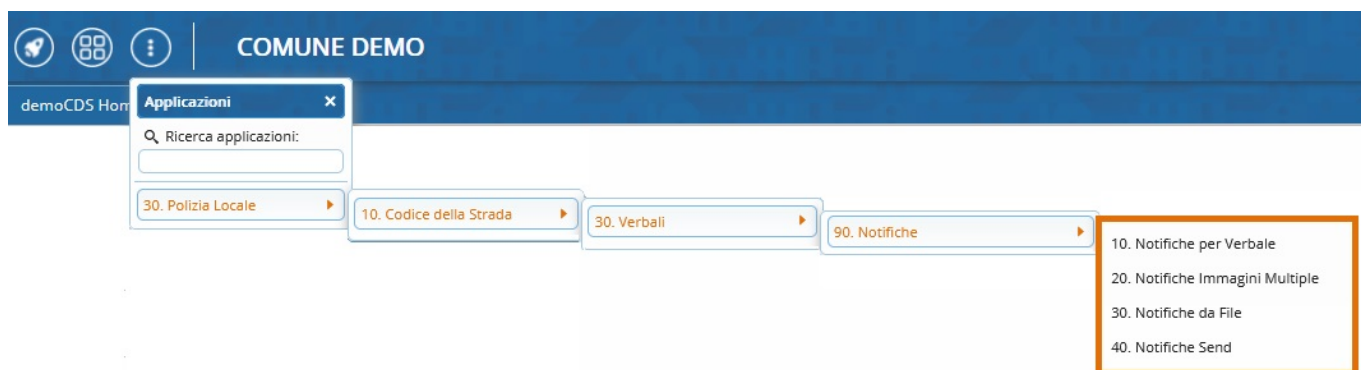 COMUNE DEMO
demoCDS Hom
Applicazioni ×
Ricerca applicazioni:
30. Polizia Locale
10. Codice della Strada
30. Verbali
90. Notifiche
10. Notifiche per Verbale
20. Notifiche Immagini Multiple
30. Notifiche da File
40. Notifiche Send